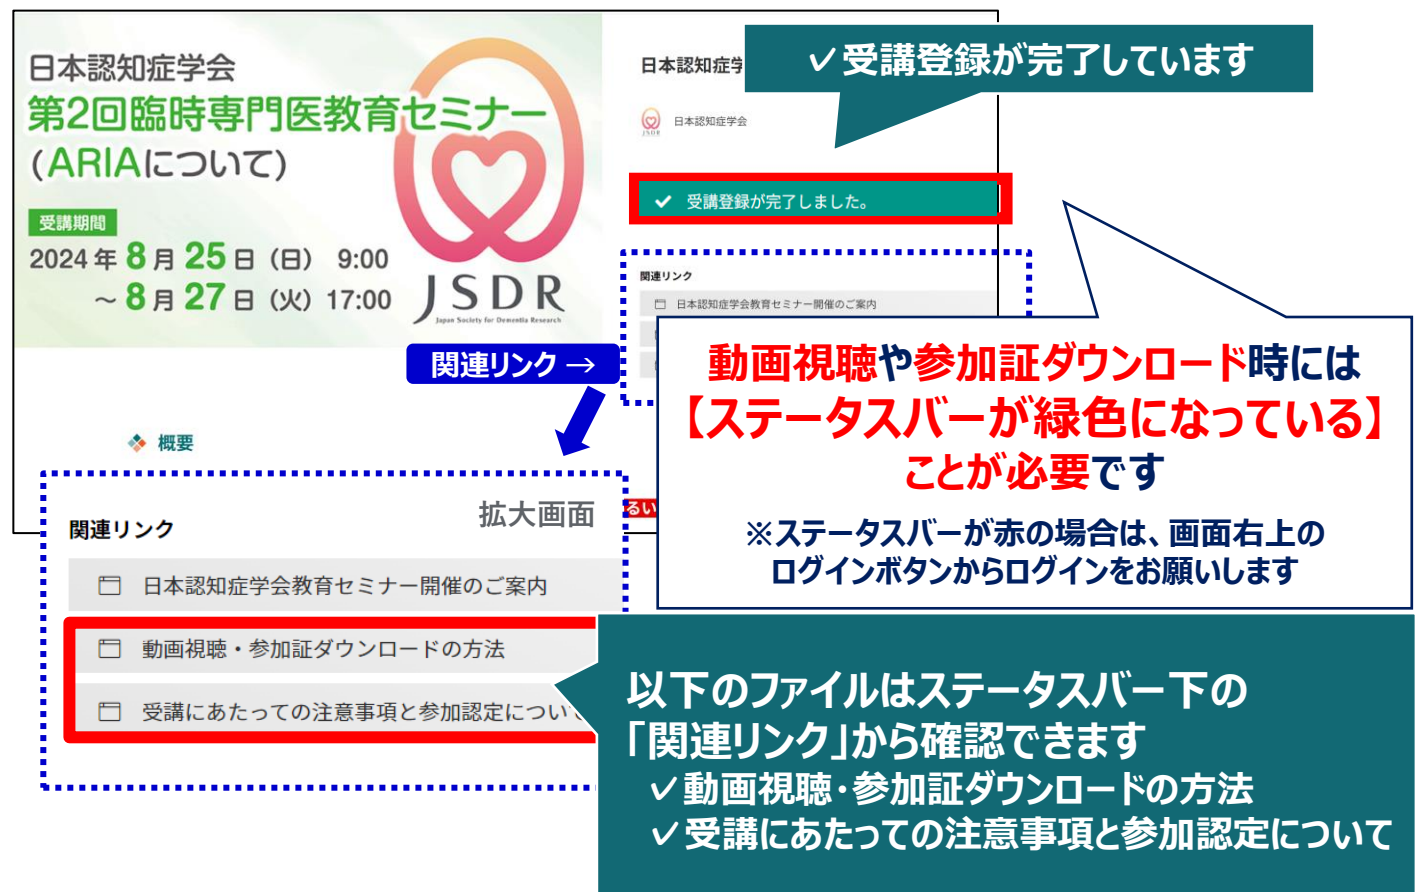 日本認知症学会
第2回臨時専門医教育セミナー
(ARIAについて)
受講期間
2024年 8月 25日（日） 9:00
～ 8月 27日（火）17:00
JSDR
Japan Society for Dementia Research
日本認知症学
JSDR
日本認知症学会
✓受講登録が完了しています
受講登録が完了しました。
関連リンク
日本認知症学会教育セミナー開催のご案内
関連リンク →
動画視聴や参加証ダウンロード時には
【ステータスバーが緑色になっている】
ことが必要です
※ステータスバーが赤の場合は、画面右上の
ログインボタンからログインをお願いします
概要
拡大画面
関連リンク
日本認知症学会教育セミナー開催のご案内
動画視聴・参加証ダウンロードの方法
受講にあたっての注意事項と参加認定につい
以下のファイルはステータスバー下の
「関連リンク」から確認できます
✓動画視聴・参加証ダウンロードの方法
✓受講にあたっての注意事項と参加認定について